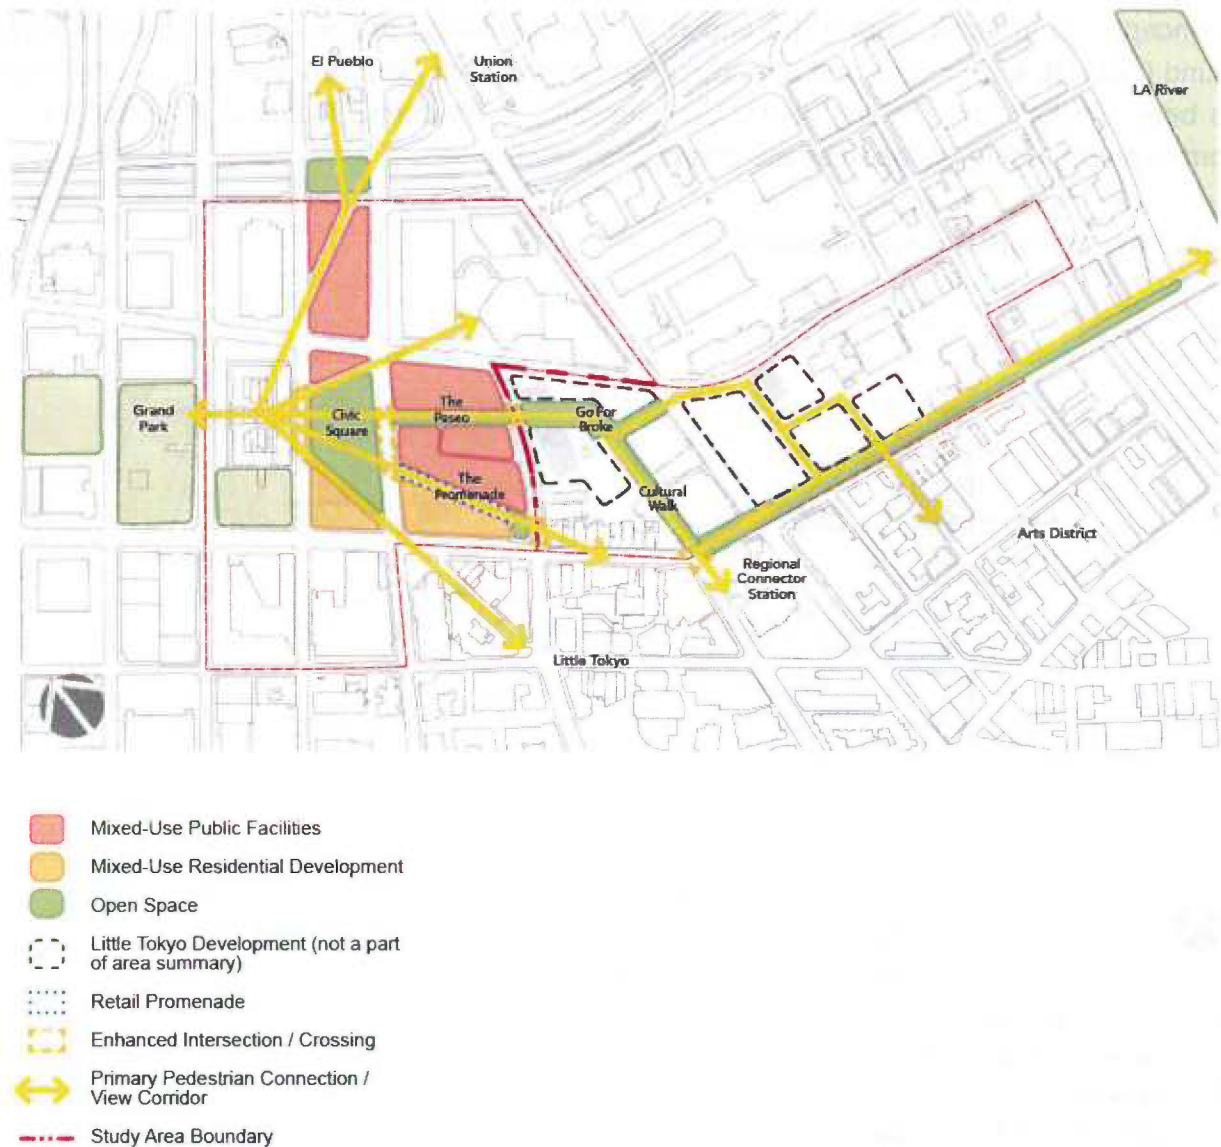 El Pueblo
Union
Station
LA River
Grand
Park
Civic
Square
The
Paseo
Go For
Broke
The
Promenade
Cultural
Walk
Regional
Connector
Station
Arts District
Little Tokyo
Mixed-Use Public Facilities
Mixed-Use Residential Development
Open Space
Little Tokyo Development (not a part
of area summary)
Retail Promenade
Enhanced Intersection / Crossing
Primary Pedestrian Connection /
View Corridor
Study Area Boundary